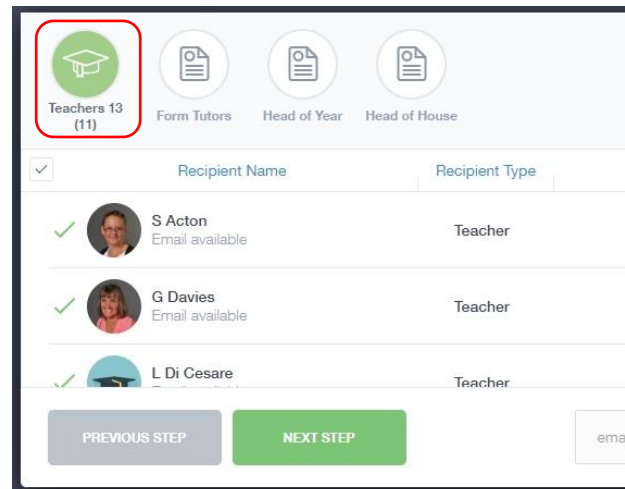 Teachers 13
(11)
Form Tutors
Head of Year
Head of House
Recipient Name
Recipient Type
S Acton
Email available
Teacher
G Davies
Email available
Teacher
L Di Cesare
Teacher
PREVIOUS STEP
NEXT STEP
ema